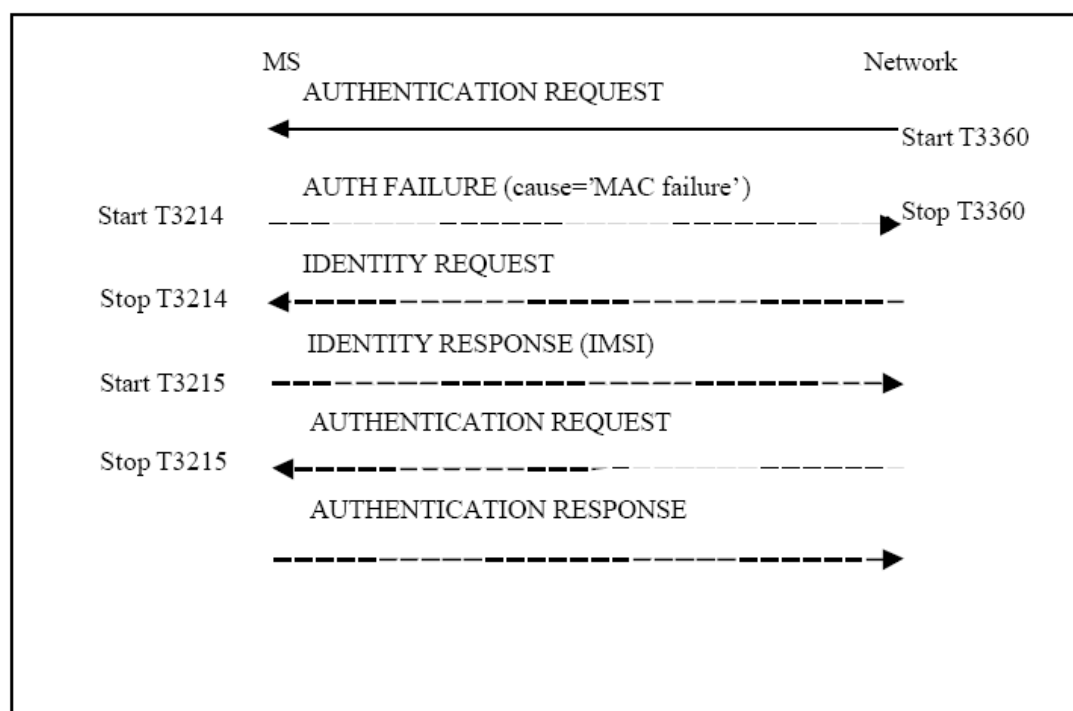 MS Network
AUTHENTICATION REQUEST
Start T3360
AUTH FAILURE (cause=’MAC failure’)
Start T3214 Stop T3360
IDENTITY REQUEST
Stop T3214
IDENTITY RESPONSE (IMSI)
Start T3215
AUTHENTICATION REQUEST
Stop T3215
AUTHENTICATION RESPONSE